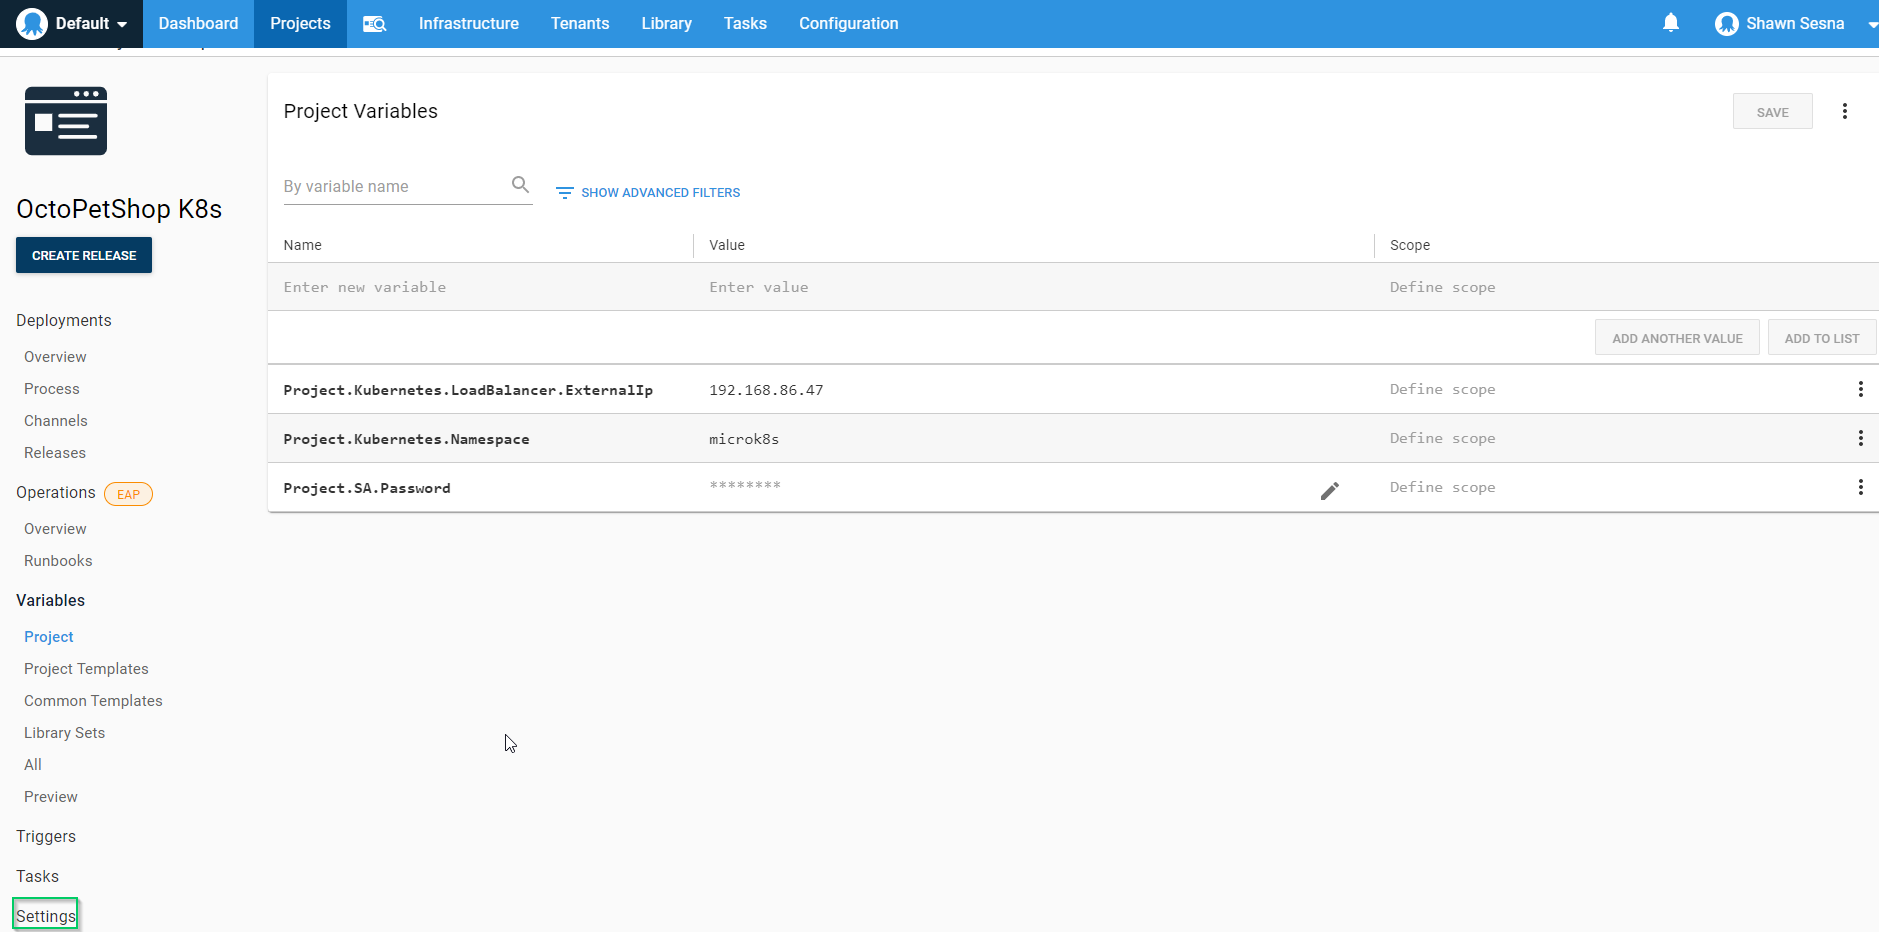 Default Dashboard Projects Infrastructure Tenants Library Tasks Configuration Shawn Sesna
Project Variables
SAVE
By variable name
SHOW ADVANCED FILTERS
OctoPetShop K8s
CREATE RELEASE
Name Value Scope
Enter new variable Enter value Define scope
ADD ANOTHER VALUE ADD TO LIST
Project.Kubernetes.LoadBalancer.ExternalIp 192.168.86.47 Define scope
Project.Kubernetes.Namespace microk8s Define scope
Project.SA.Password ******** Define scope
Deployments
Overview
Process
Channels
Releases
Operations EAP
Overview
Runbooks
Variables
Project
Project Templates
Common Templates
Library Sets
All
Preview
Triggers
Tasks
Settings